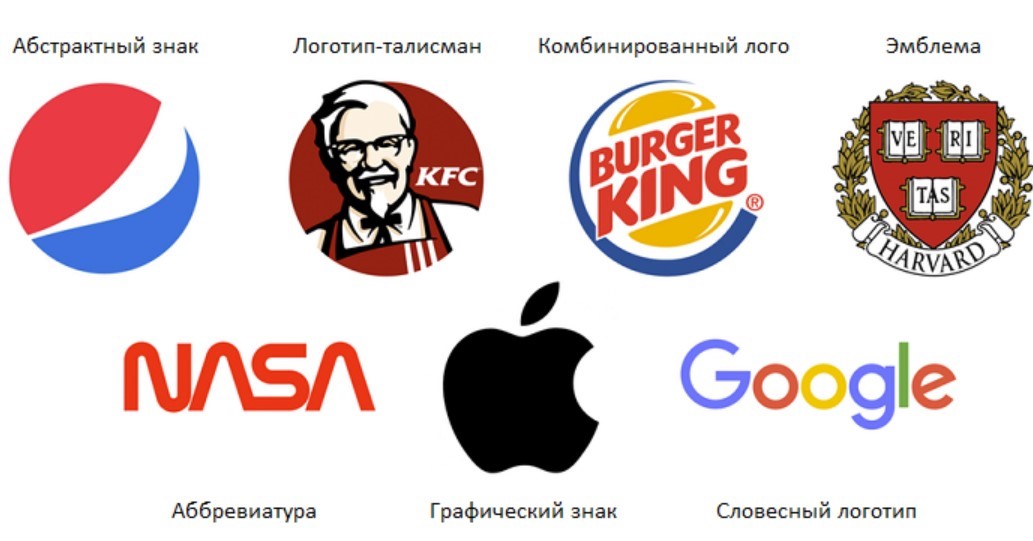 Абстрактный знак
Логотип-талисман
Комбинированный лого
Эмблема
KFC
BURGER
KING
®
VE RI
TAS
HARVARD
NASA
Google
Аббревиатура
Графический знак
Словесный логотип